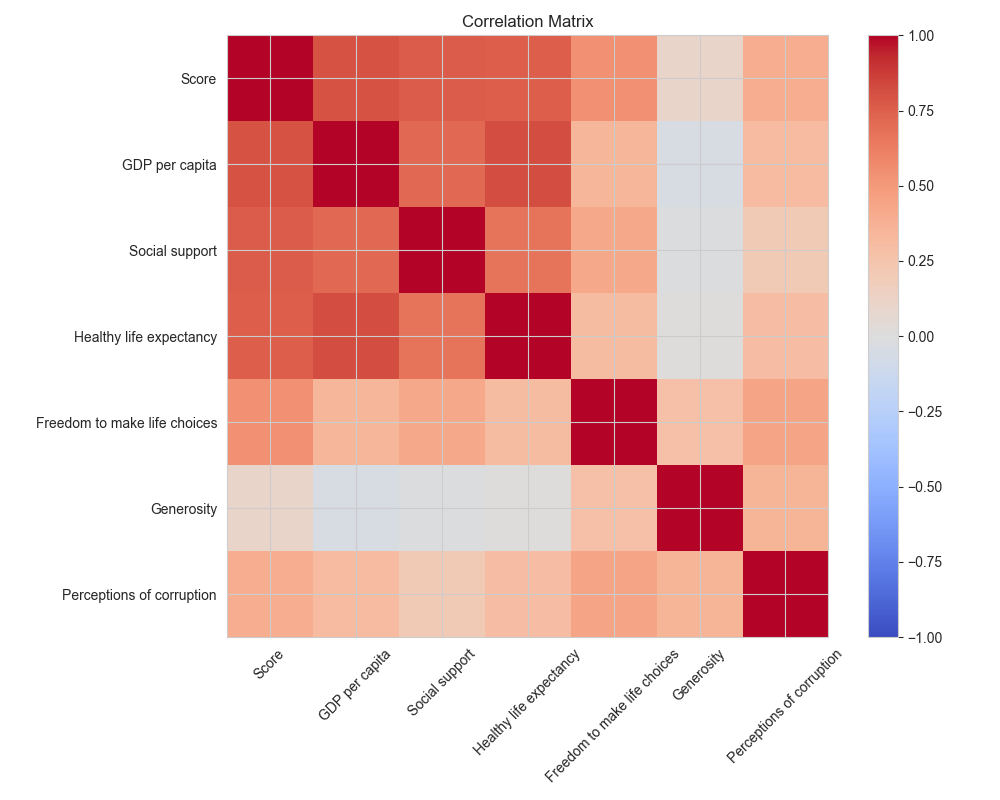 Correlation Matrix
Score
GDP per capita
Social support
Healthy life expectancy
Freedom to make life choices
Generosity
Perceptions of corruption
Score
GDP per capita
Social support
Healthy life expectancy
Freedom to make life choices
Generosity
Perceptions of corruption
1.00
0.75
0.50
0.25
0.00
−0.25
−0.50
−0.75
−1.00